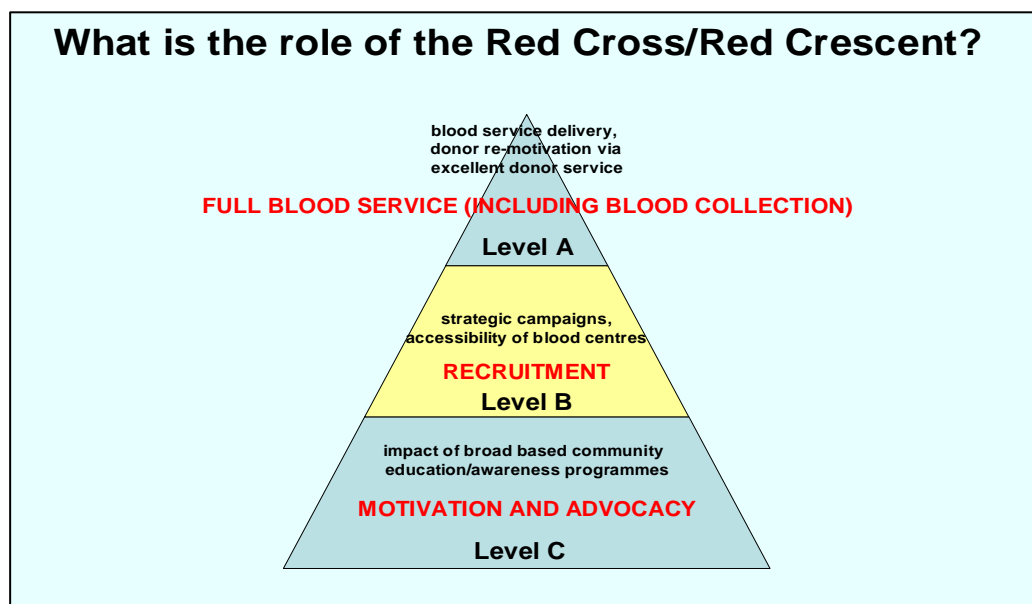 What is the role of the Red Cross/Red Crescent?
blood service delivery,
donor re-motivation via
excellent donor service
FULL BLOOD SERVICE (INCLUDING BLOOD COLLECTION)
Level A
strategic campaigns,
accessibility of blood centres
RECRUITMENT
Level B
impact of broad based community
education/awareness programmes
MOTIVATION AND ADVOCACY
Level C